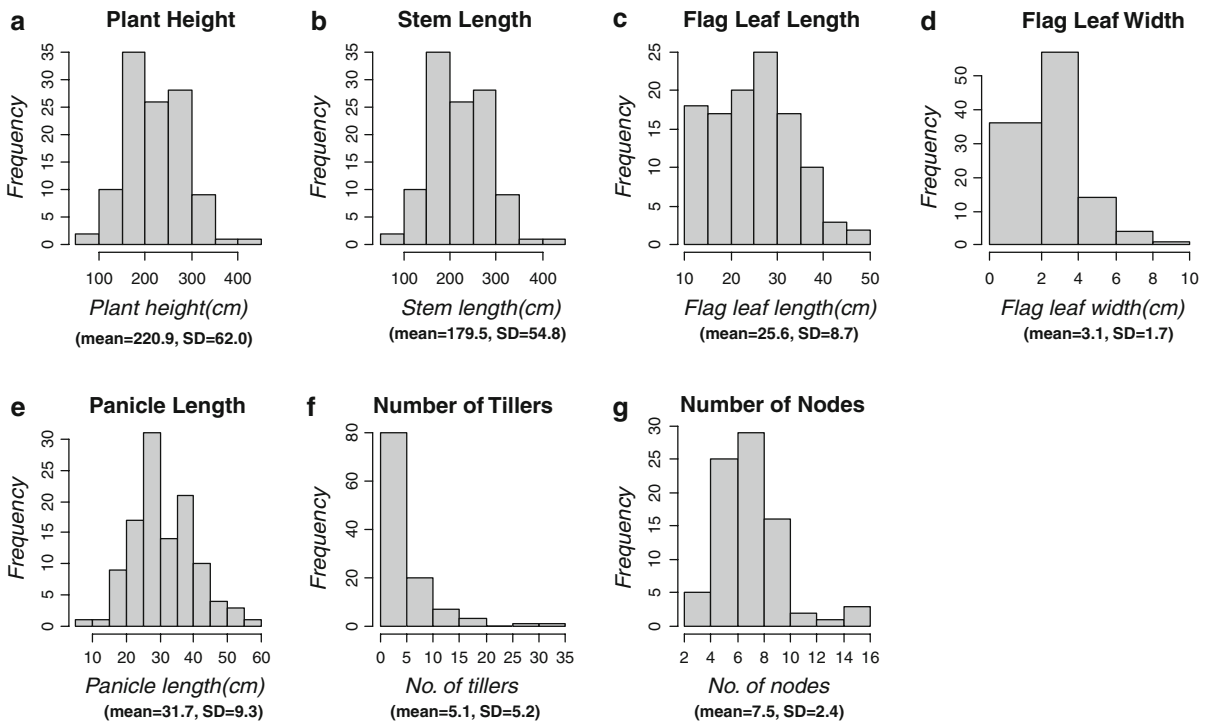 a Plant Height
Frequency
0 5 10 15 20 25 30 35
100 200 300 400
Plant height(cm)
(mean=220.9, SD=62.0)
b Stem Length
Frequency
0 5 10 15 20 25 30 35
100 200 300 400
Stem length(cm)
(mean=179.5, SD=54.8)
c Flag Leaf Length
Frequency
0 5 10 15 20 25
10 20 30 40 50
Flag leaf length(cm)
(mean=25.6, SD=8.7)
d Flag Leaf Width
Frequency
0 10 20 30 40 50
0 2 4 6 8 10
Flag leaf width(cm)
(mean=3.1, SD=1.7)
e Panicle Length
Frequency
0 5 10 15 20 25 30
10 20 30 40 50 60
Panicle length(cm)
(mean=31.7, SD=9.3)
f Number of Tillers
Frequency
0 20 40 60 80
0 5 10 15 20 25 30 35
No. of tillers
(mean=5.1, SD=5.2)
g Number of Nodes
Frequency
0 5 10 15 20 25 30
2 4 6 8 10 12 14 16
No. of nodes
(mean=7.5, SD=2.4)